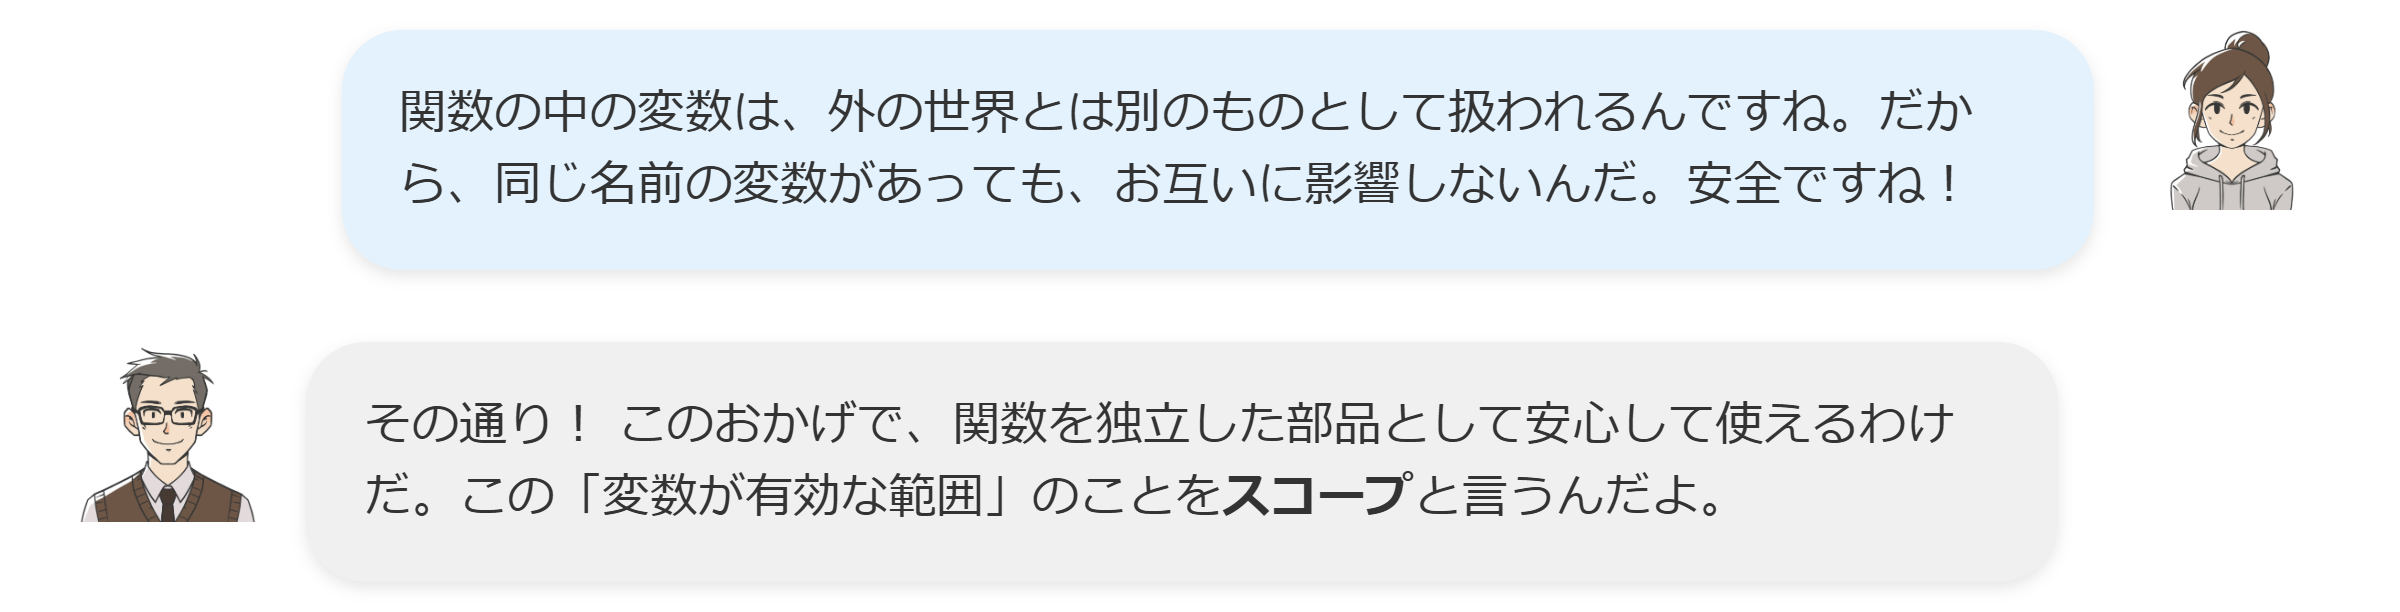 関数の中の変数は、外の世界とは別のものとして扱われるんですね。だか
ら、同じ名前の変数があっても、お互いに影響しないんだ。安全ですね！
その通り！ このおかげで、関数を独立した部品として安心して使えるわけ
だ。この「変数が有効な範囲」のことをスコープと言うんだよ。